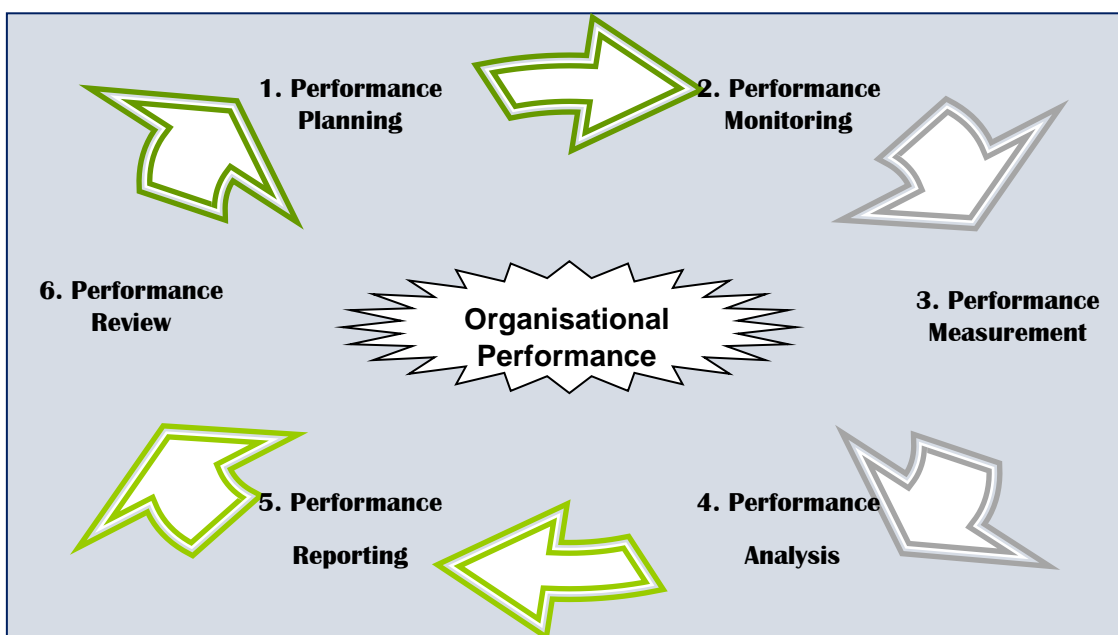 1. Performance
Planning
2. Performance
Monitoring
3. Performance
Measurement
4. Performance
Analysis
5. Performance
Reporting
6. Performance
Review
Organisational
Performance